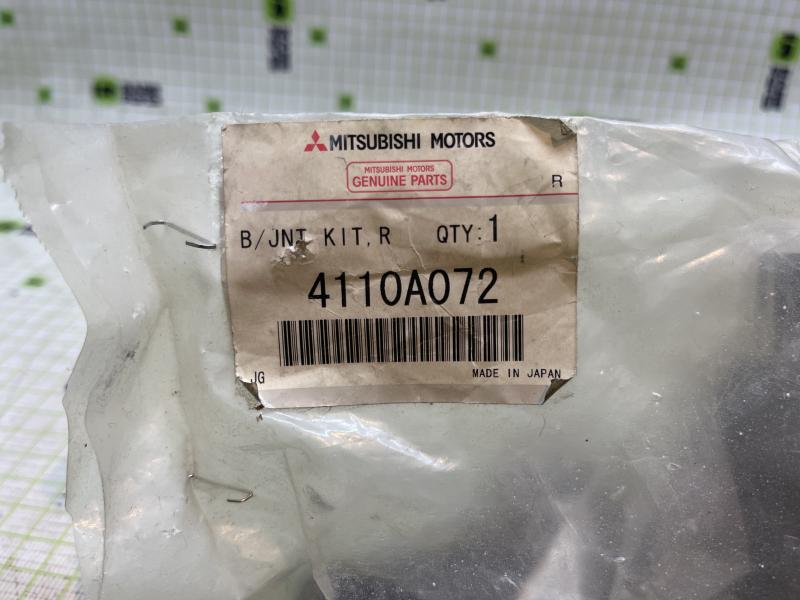 MITSUBISHI MOTORS
MITSUBISHI MOTORS
GENUINE PARTS
R
B/JNT KIT,R QTY:1
4110A072
JG MADE IN JAPAN